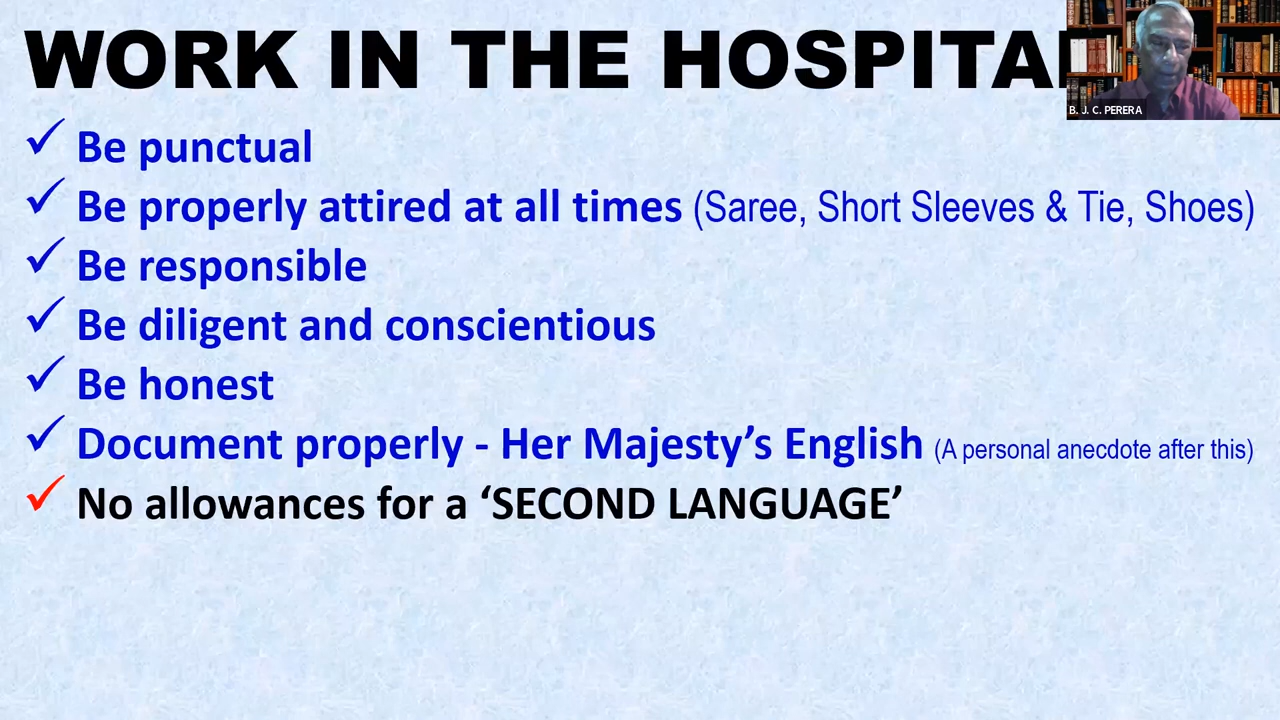 WORK IN THE HOSPITAL
B. J. C. PERERA
Be punctual
Be properly attired at all times (Saree, Short Sleeves & Tie, Shoes)
Be responsible
Be diligent and conscientious
Be honest
Document properly - Her Majesty’s English (A personal anecdote after this)
No allowances for a ‘SECOND LANGUAGE’